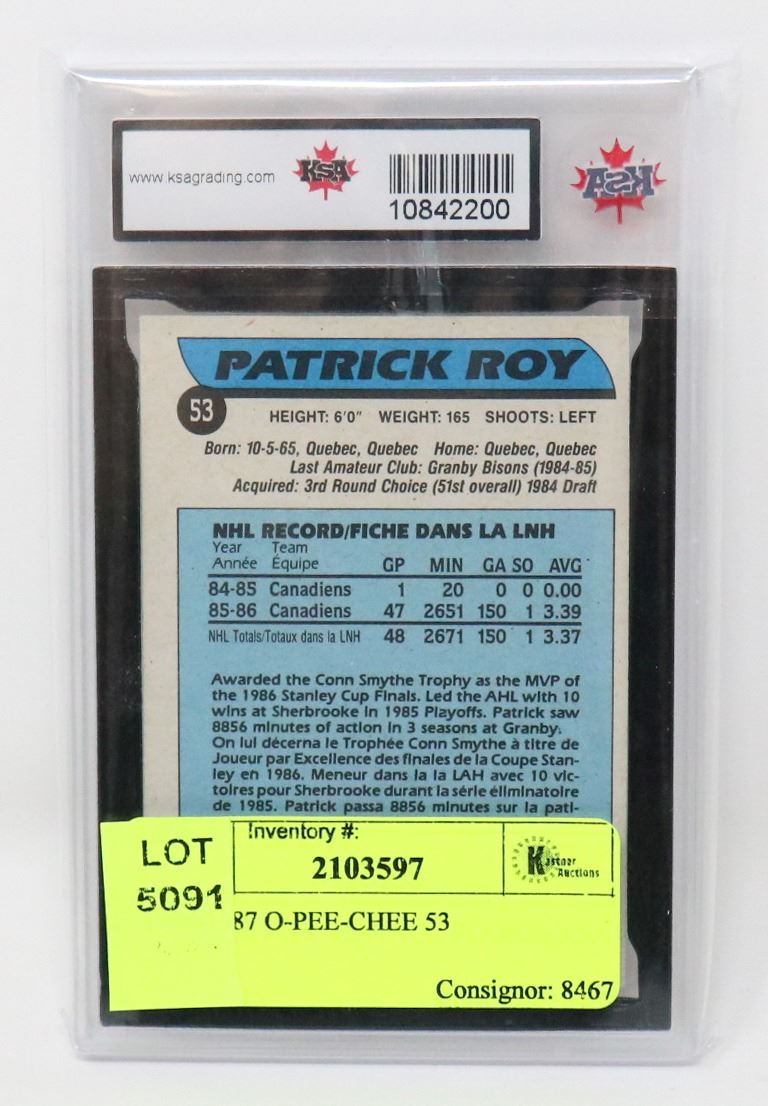 www.ksagrading.com
KSA
10842200
KSA
PATRICK ROY
53
HEIGHT: 6'0" WEIGHT: 165 SHOOTS: LEFT
Born: 10-5-65, Quebec, Quebec Home: Quebec, Quebec
Last Amateur Club: Granby Bisons (1984-85)
Acquired: 3rd Round Choice (51st overall) 1984 Draft
NHL RECORD/FICHE DANS LA LNH
Year Team
Année Équipe GP MIN GA SO AVG
84-85 Canadiens 1 20 0 0 0.00
85-86 Canadiens 47 2651 150 1 3.39
NHL Totals/Totaux dans la LNH 48 2671 150 1 3.37
Awarded the Conn Smythe Trophy as the MVP of
the 1986 Stanley Cup Finals. Led the AHL with 10
wins at Sherbrooke in 1985 Playoffs. Patrick saw
8856 minutes of action in 3 seasons at Granby.
On lui décerna le Trophée Conn Smythe à titre de
Joueur par Excellence des finales de la Coupe Stan-
ley en 1986. Meneur dans la la LAH avec 10 vic-
toires pour Sherbrooke durant la série éliminatoire
de 1985. Patrick passa 8856 minutes sur la pati-
LOT
5091
Inventory #:
2103597
Kastner
Auctions
87 O-PEE-CHEE 53
Consignor: 8467